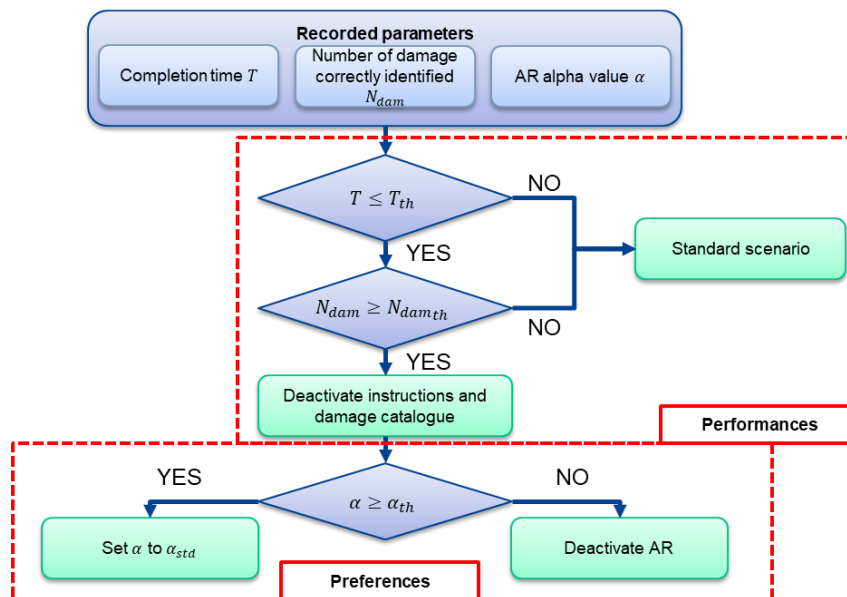 Recorded parameters
Completion time T
Number of damage
correctly identified
N_dam
AR alpha value α
T ≤ T_th
NO
YES
Standard scenario
N_dam ≥ N_dam_th
NO
YES
Deactivate instructions and
damage catalogue
Performances
YES
NO
α ≥ α_th
Set α to α_std
Deactivate AR
Preferences